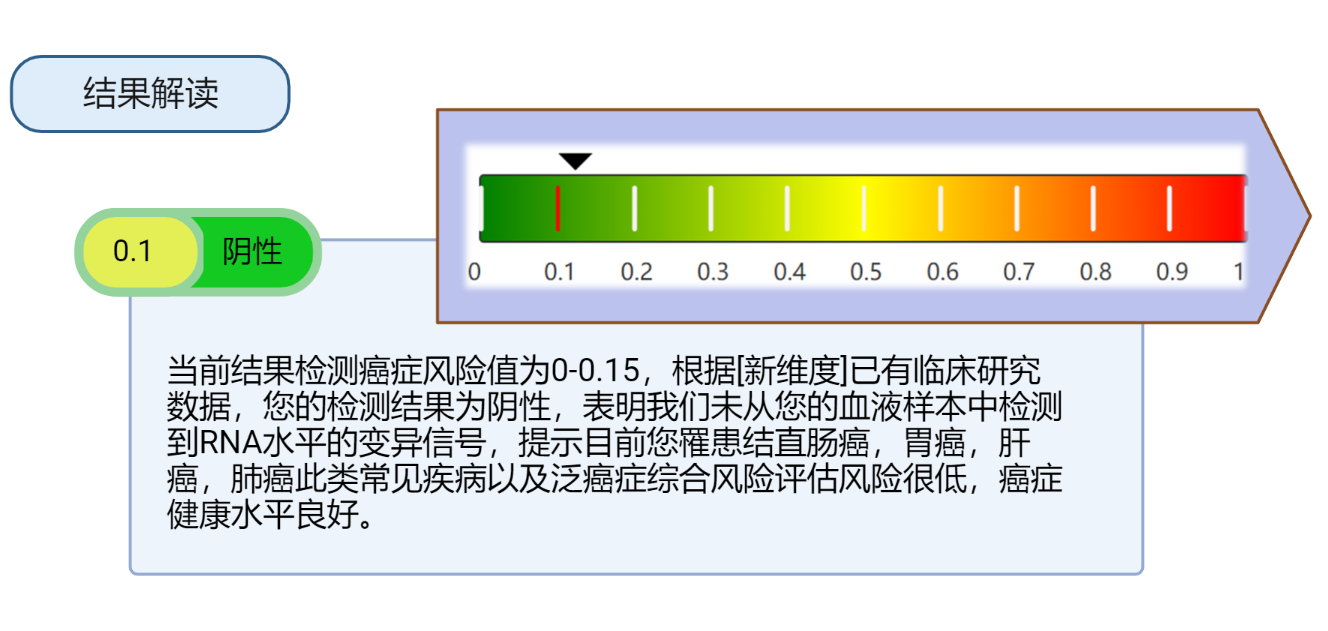 结果解读
0.1 阴性
0 0.1 0.2 0.3 0.4 0.5 0.6 0.7 0.8 0.9 1
当前结果检测癌症风险值为0-0.15，根据[新维度]已有临床研究
数据，您的检测结果为阴性，表明我们未从您的血液样本中检测
到RNA水平的变异信号，提示目前您罹患结直肠癌，胃癌，肝
癌，肺癌此类常见疾病以及泛癌症综合风险评估风险很低，癌症
健康水平良好。